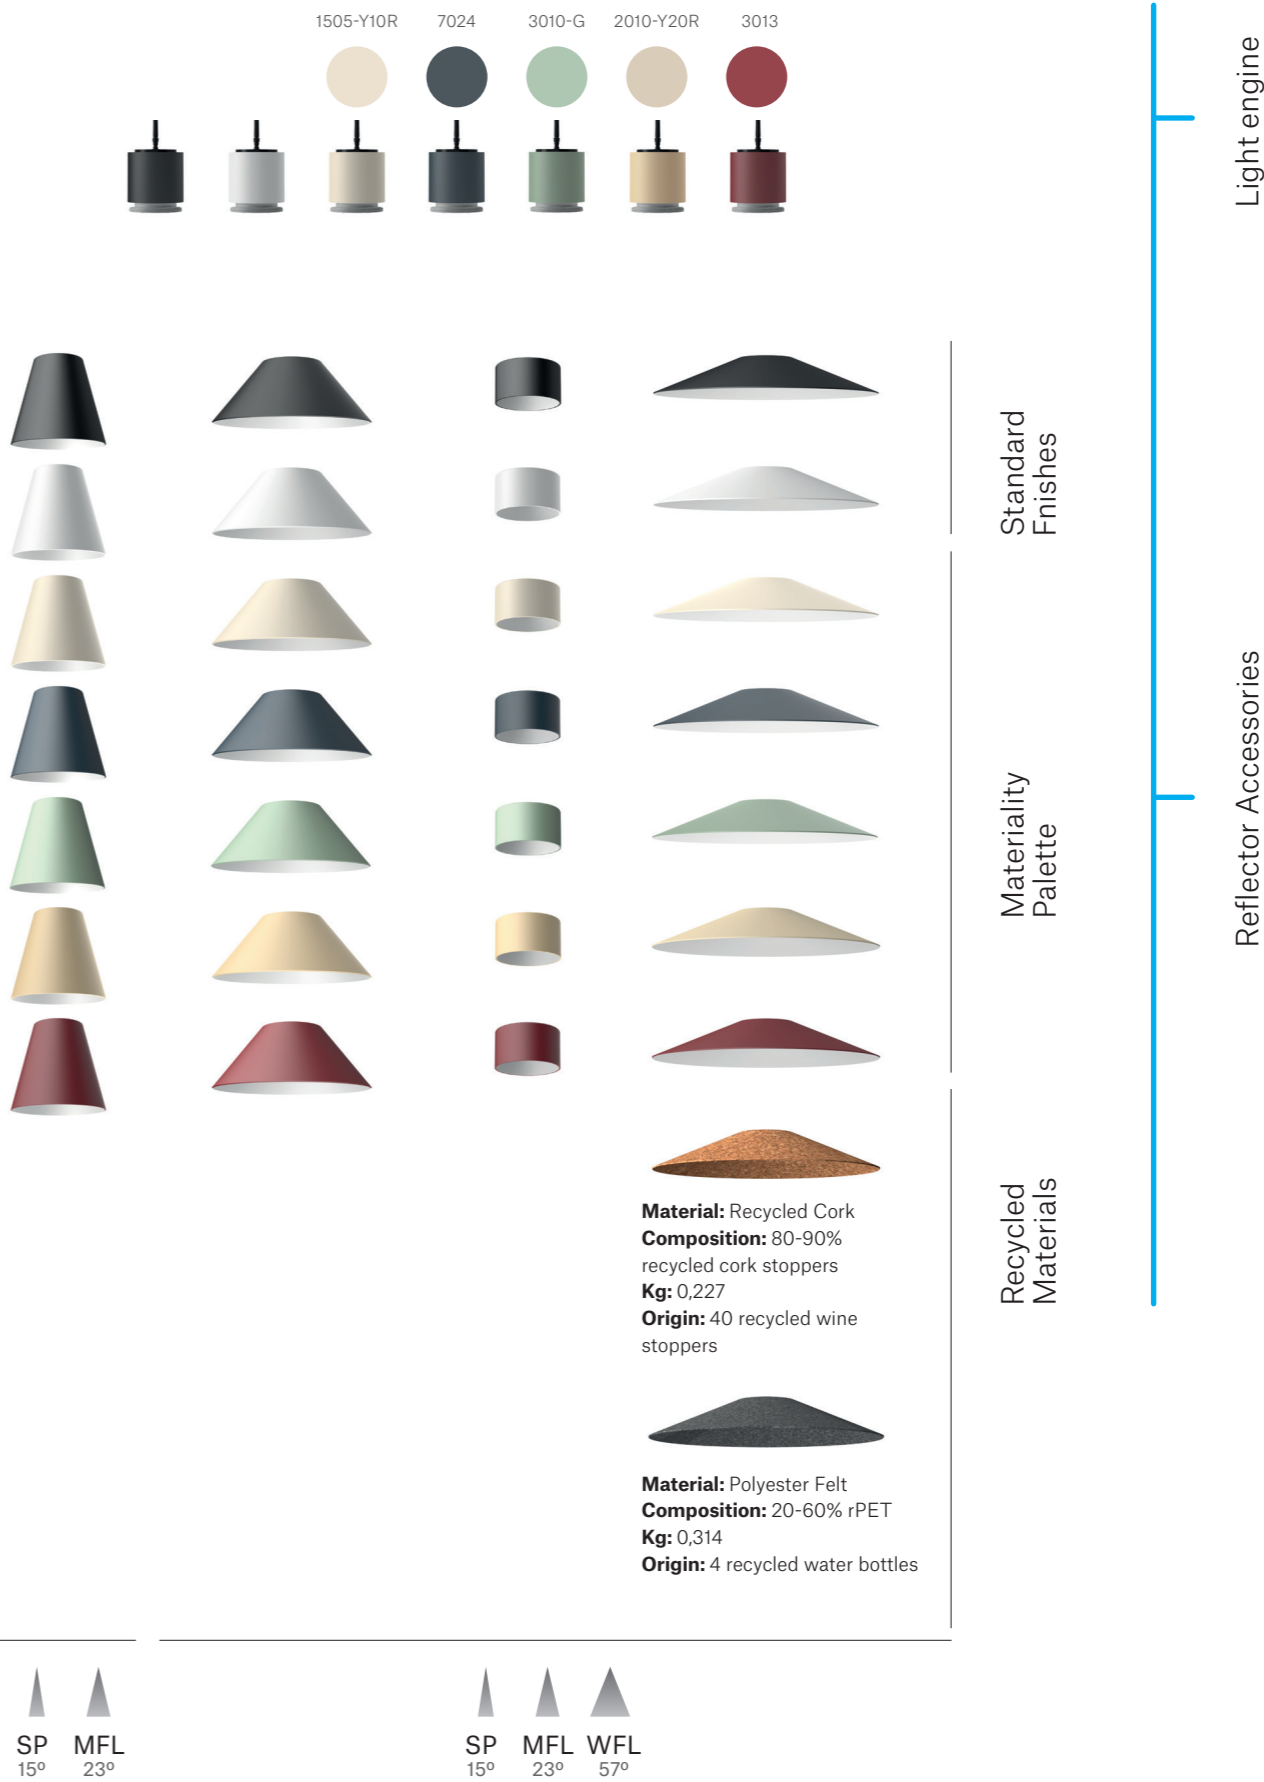 1505-Y10R 7024 3010-G 2010-Y20R 3013
Light engine
Standard
Fnishes
Materiality
Palette
Reflector Accessories
Recycled
Materials
Material: Recycled Cork
Composition: 80-90%
recycled cork stoppers
Kg: 0,227
Origin: 40 recycled wine
stoppers
Material: Polyester Felt
Composition: 20-60% rPET
Kg: 0,314
Origin: 4 recycled water bottles
SP MFL SP MFL WFL
15º 23º 15º 23º 57º